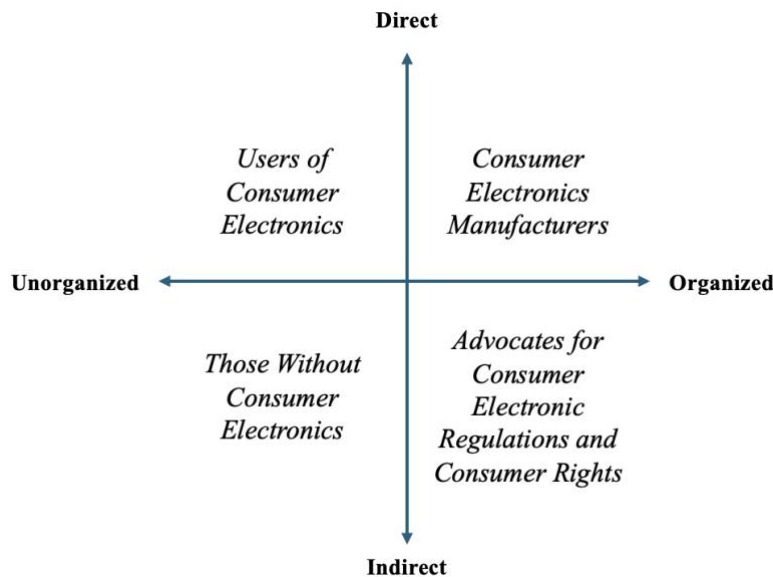 Direct
Users of
Consumer
Electronics
Consumer
Electronics
Manufacturers
Unorganized
Organized
Those Without
Consumer
Electronics
Advocates for
Consumer
Electronic
Regulations and
Consumer Rights
Indirect